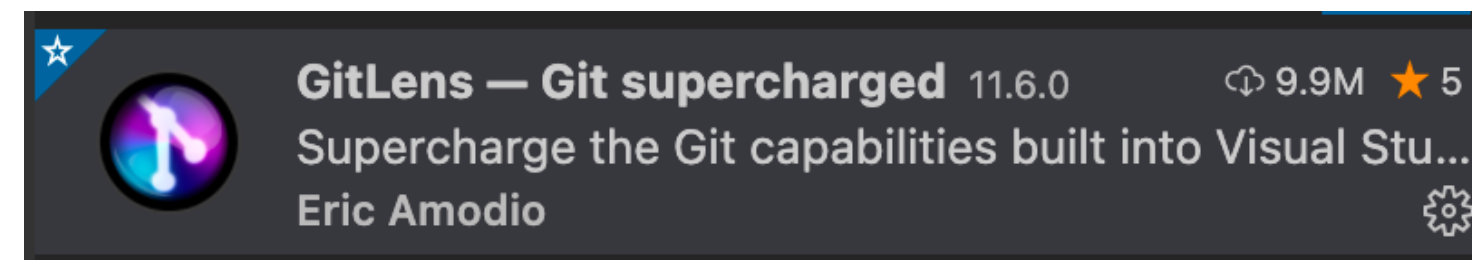 GitLens — Git supercharged 11.6.0 9.9M 5
Supercharge the Git capabilities built into Visual Stu...
Eric Amodio